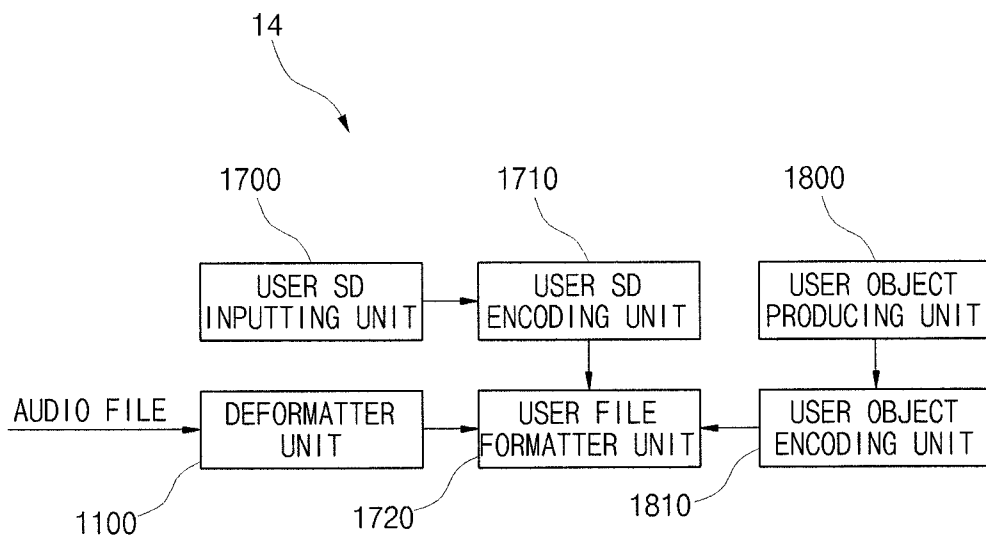 14
1700
1710
1800
USER SD
INPUTTING UNIT
USER SD
ENCODING UNIT
USER OBJECT
PRODUCING UNIT
AUDIO FILE
DEFORMATTER
UNIT
USER FILE
FORMATTER UNIT
USER OBJECT
ENCODING UNIT
1100
1720
1810